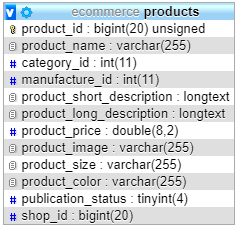 ecommerce products
product_id : bigint(20) unsigned
product_name : varchar(255)
category_id : int(11)
manufacture_id : int(11)
product_short_description : longtext
product_long_description : longtext
product_price : double(8,2)
product_image : varchar(255)
product_size : varchar(255)
product_color : varchar(255)
publication_status : tinyint(4)
shop_id : bigint(20)